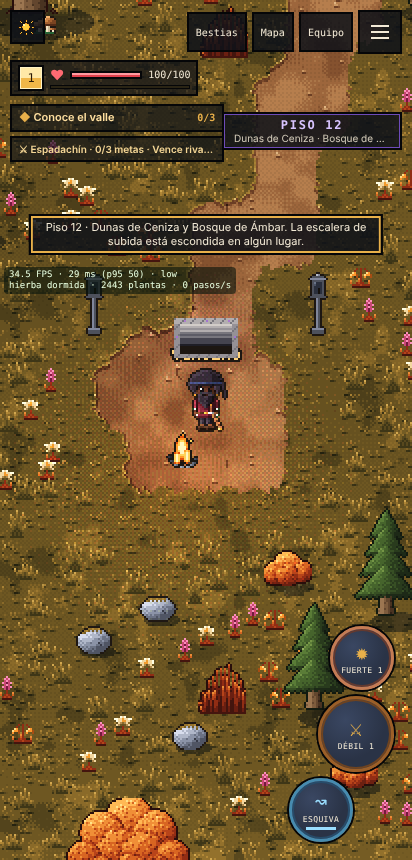 Bestias
Mapa
Equipo
1
100/100
Conoce el valle
0/3
Espadachín · 0/3 metas · Vence riva…
PISO 12
Dunas de Ceniza · Bosque de …
Piso 12 · Dunas de Ceniza y Bosque de Ámbar. La escalera de
subida está escondida en algún lugar.
34.5 FPS · 29 ms (p95 50) · low
hierba dormida · 2443 plantas · 0 pasos/s
FUERTE 1
DÉBIL 1
ESQUIVA